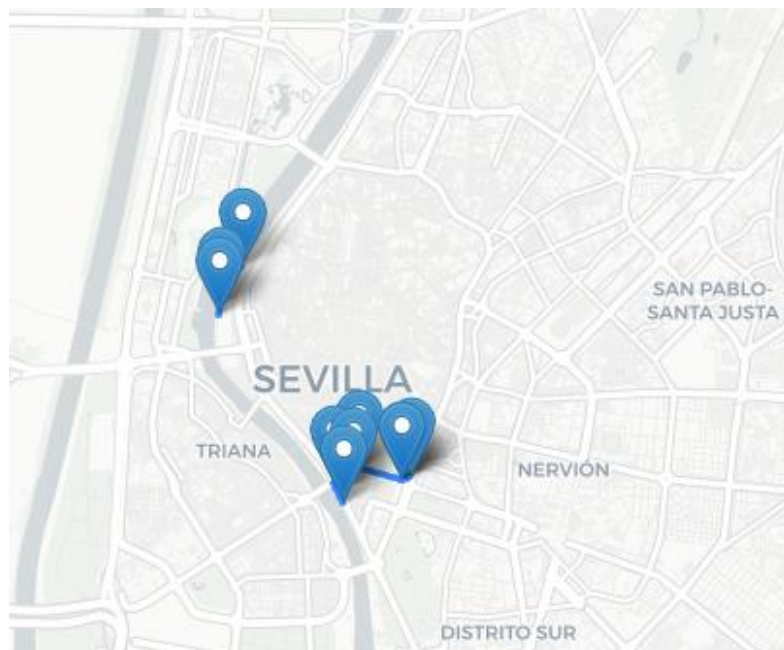 SAN PABLO-
SANTA JUSTA
SEVILLA
TRIANA
NERVIÓN
DISTRITO SUR